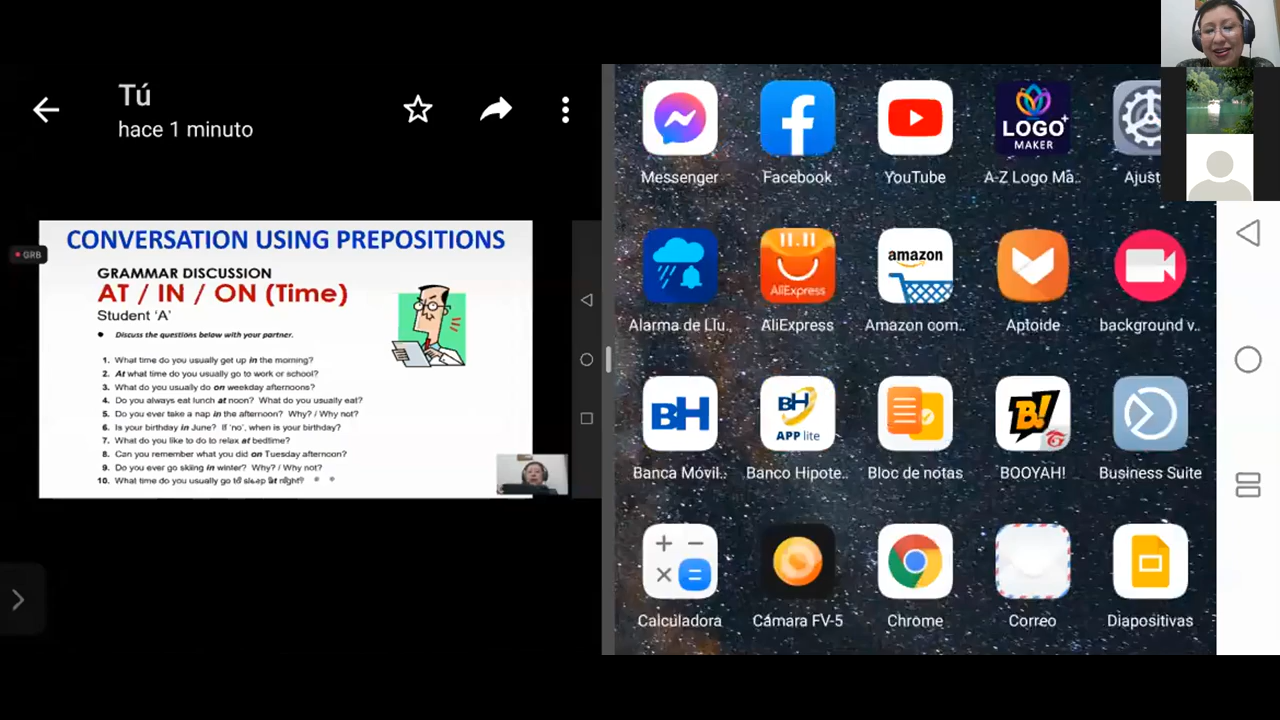 Tú
hace 1 minuto
GRB
CONVERSATION USING PREPOSITIONS
GRAMMAR DISCUSSION
AT / IN / ON (Time)
Student 'A'
Discuss the questions below with your partner.
1. What time do you usually get up in the morning?
2. At what time do you usually go to work or school?
3. What do you usually do on weekday afternoons?
4. Do you always eat lunch at noon? What do you usually eat?
5. Do you ever take a nap in the afternoon? Why? / Why not?
6. Is your birthday in June? If 'no', when is your birthday?
7. What do you like to do to relax at bedtime?
8. Can you remember what you did on Tuesday afternoon?
9. Do you ever go skiing in winter? Why? / Why not?
10. What time do you usually go to sleep at night?
LOGO+
MAKER
Messenger
Facebook
YouTube
A-Z Logo Ma..
Ajust
11.11
AliExpress
amazon
Alarma de Llu..
AliExpress
Amazon com..
Aptoide
background v..
BH
BH
APP lite
B!
Banca Móvil..
Banco Hipote..
Bloc de notas
BOOYAH!
Business Suite
Calculadora
Cámara FV-5
Chrome
Correo
Diapositivas